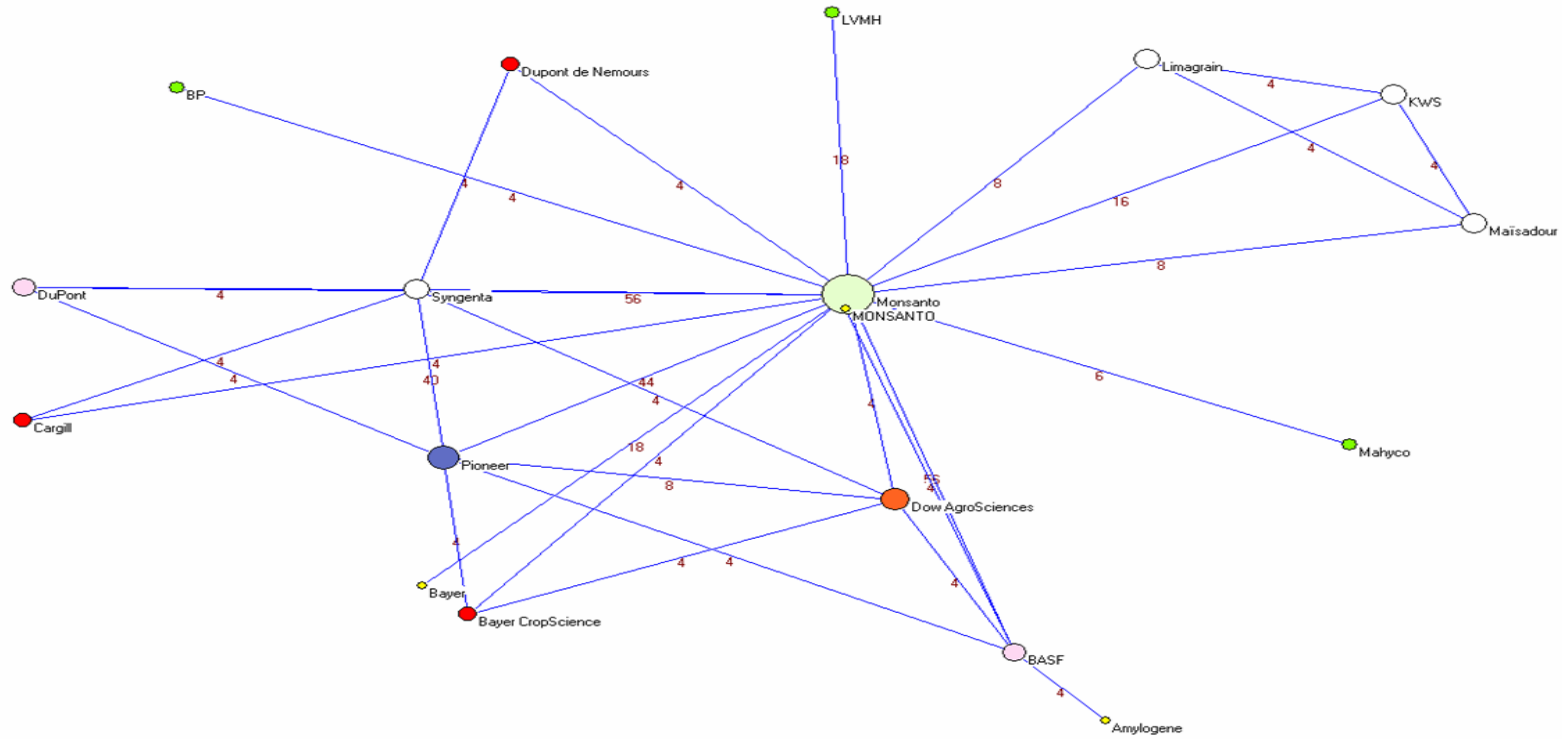 LVMH
Dupont de Nemours
Limagrain
BP
4
KWS
4
18
4
4
8
4
4
16
Maïsadour
8
DuPont
4
Syngenta
56
Monsanto
MONSANTO
4
4
4
40
44
6
4
4
Cargill
18
Mahyco
4
Pioneer
8
56
4
Dow AgroSciences
4
4
4
4
Bayer
Bayer CropScience
BASF
4
Amylogene